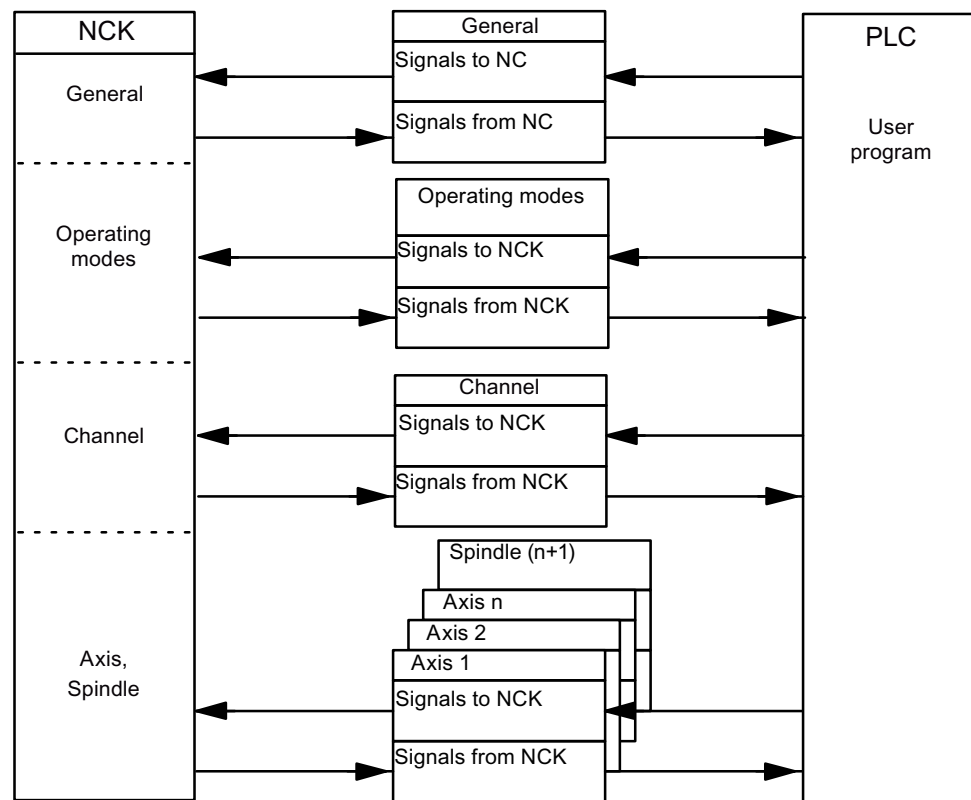 NCK
General
Operating
modes
Channel
Axis,
Spindle
General
Signals to NC
Signals from NC
Operating modes
Signals to NCK
Signals from NCK
Channel
Signals to NCK
Signals from NCK
Spindle (n+1)
Axis n
Axis 2
Axis 1
Signals to NCK
Signals from NCK
PLC
User
program